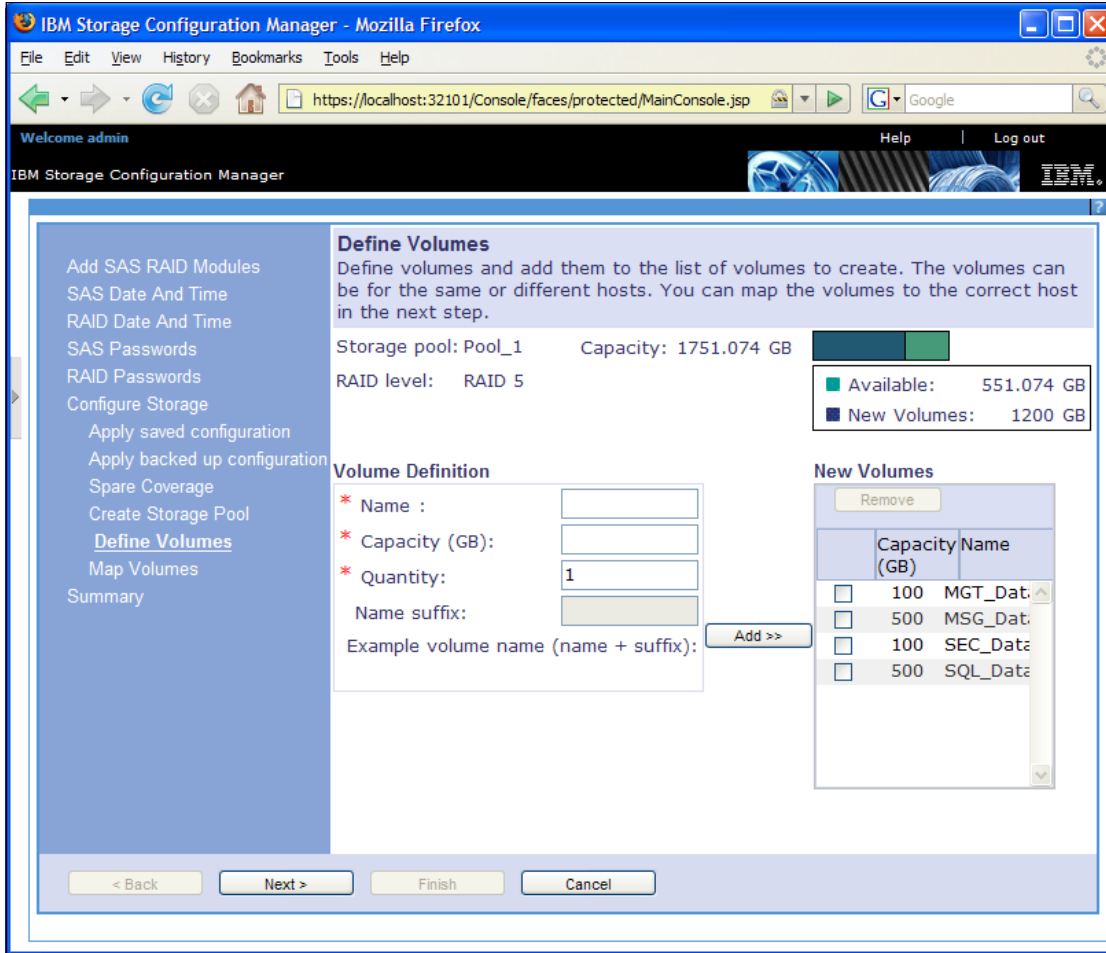 IBM Storage Configuration Manager - Mozilla Firefox
File Edit View History Bookmarks Tools Help
https://localhost:32101/Console/faces/protected/MainConsole.jsp G Google
Welcome admin Help | Log out
IBM Storage Configuration Manager IBM.
?
Add SAS RAID Modules
SAS Date And Time
RAID Date And Time
SAS Passwords
RAID Passwords
Configure Storage
Apply saved configuration
Apply backed up configuration
Spare Coverage
Create Storage Pool
Define Volumes
Map Volumes
Summary
Define Volumes
Define volumes and add them to the list of volumes to create. The volumes can
be for the same or different hosts. You can map the volumes to the correct host
in the next step.
Storage pool: Pool_1 Capacity: 1751.074 GB
RAID level: RAID 5
Available: 551.074 GB
New Volumes: 1200 GB
Volume Definition
* Name :
* Capacity (GB):
* Quantity: 1
Name suffix:
Example volume name (name + suffix):
Add >>
New Volumes
Remove
Capacity (GB) Name
100 MGT_Data
500 MSG_Data
100 SEC_Data
500 SQL_Data
< Back Next > Finish Cancel